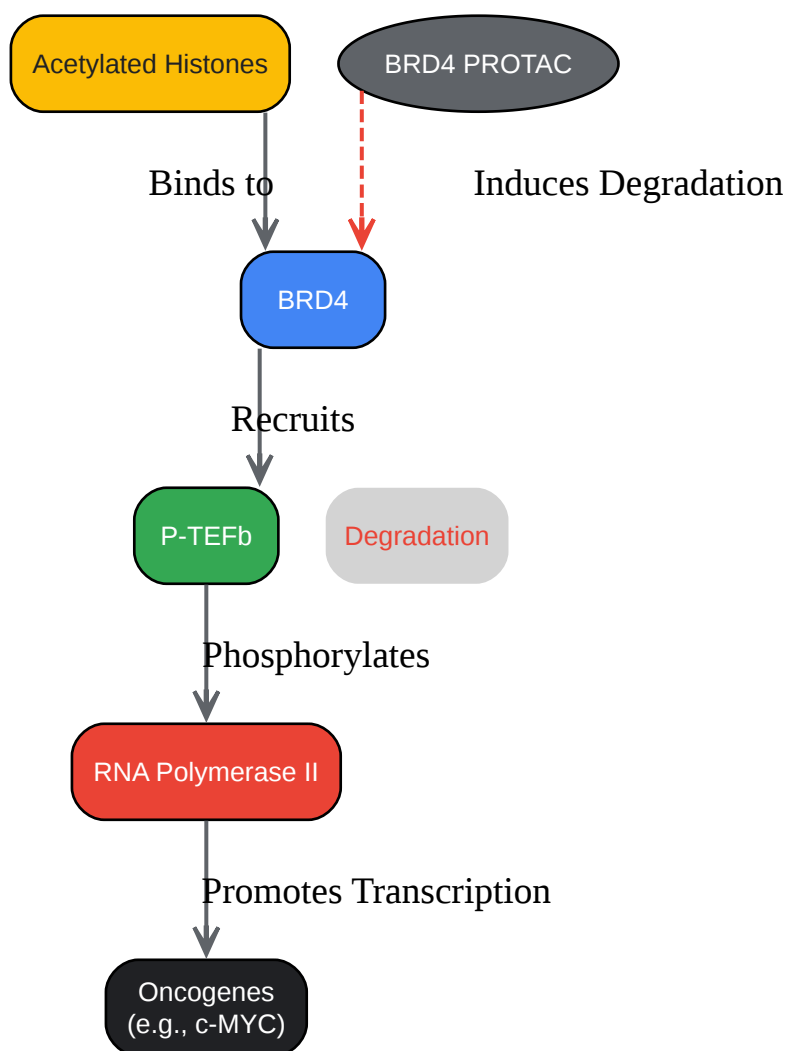 Acetylated Histones
BRD4 PROTAC
Binds to
Induces Degradation
BRD4
Recruits
P-TEFb
Degradation
Phosphorylates
RNA Polymerase II
Promotes Transcription
Oncogenes
(e.g., c-MYC)